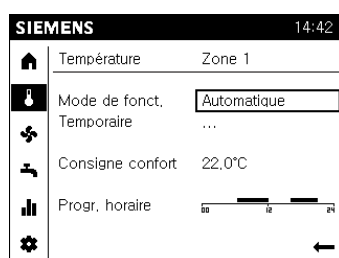 SIEMENS 14:42
Température Zone 1
Mode de fonct. Automatique
Temporaire ...
Consigne confort 22,0°C
Progr. horaire
00 12 24